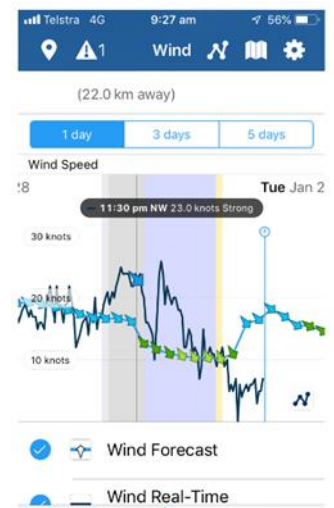 Telstra 4G 9:27 am 56%
1 Wind
(22.0 km away)
1 day 3 days 5 days
Wind Speed
28 Tue Jan 2
11:30 pm NW 23.0 knots Strong
30 knots
20 knots
10 knots
Wind Forecast
Wind Real-Time